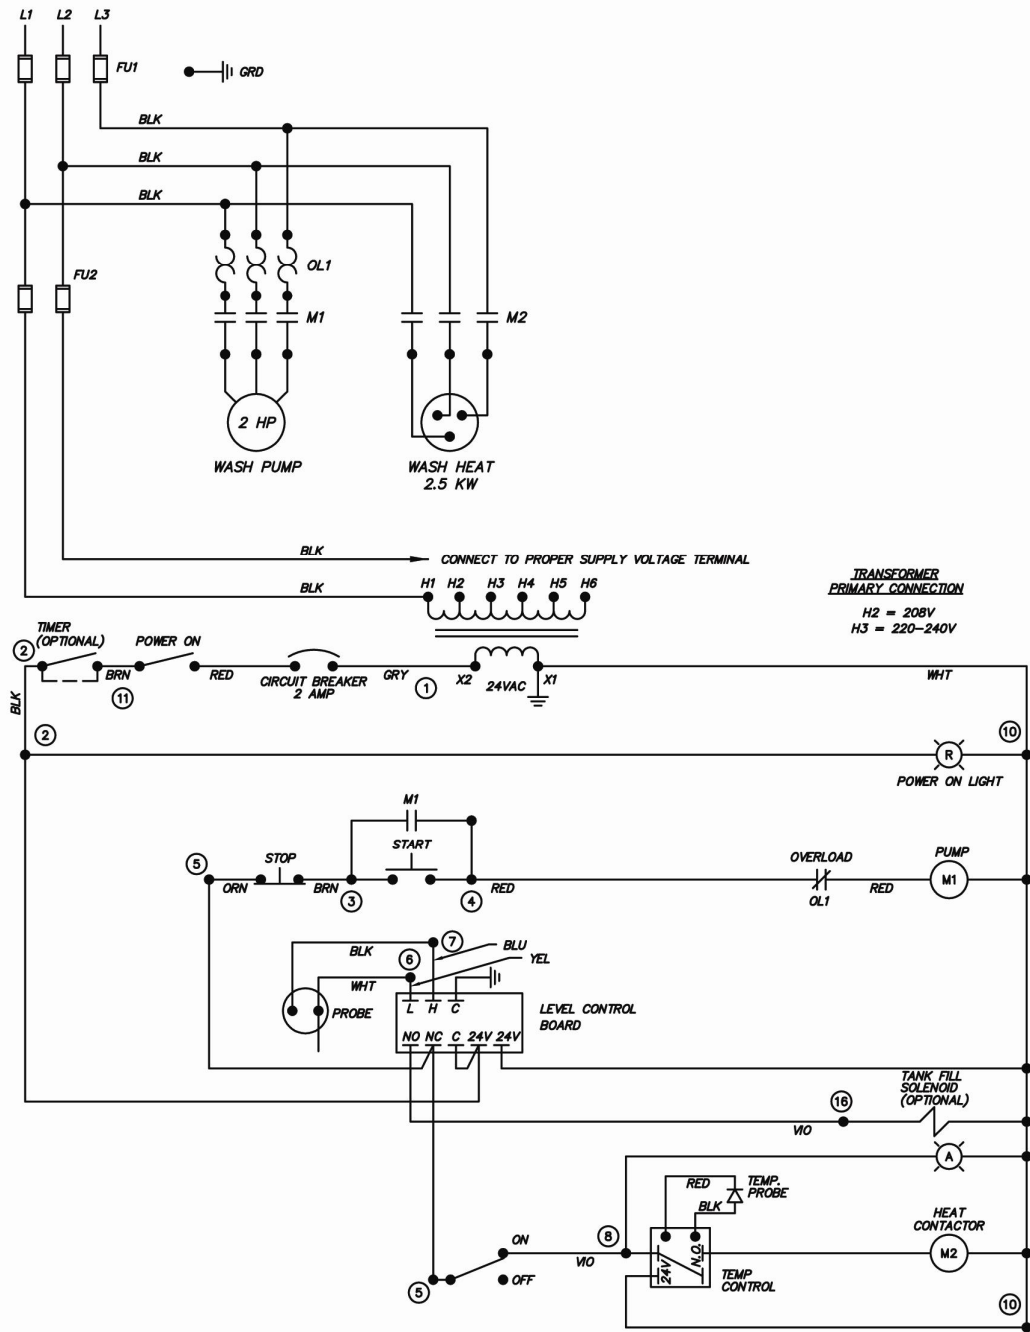 L1 L2 L3
FU1
GRD
BLK
BLK
BLK
OL1
FU2
M1
M2
2 HP
WASH PUMP
WASH HEAT
2.5 KW
BLK
CONNECT TO PROPER SUPPLY VOLTAGE TERMINAL
BLK
H1 H2 H3 H4 H5 H6
TRANSFORMER
PRIMARY CONNECTION
H2 = 208V
H3 = 220-240V
TIMER
(OPTIONAL)
2
POWER ON
BRN
11
RED
CIRCUIT BREAKER
2 AMP
GRY
1
X2
24VAC
X1
WHT
BLK
2
10
R
POWER ON LIGHT
M1
START
5
STOP
ORN
BRN
3
4
RED
OVERLOAD
OL1
RED
PUMP
M1
7
BLK
BLU
6
YEL
WHT
PROBE
L H C
LEVEL CONTROL
BOARD
NO NC C 24V 24V
TANK FILL
SOLENOID
(OPTIONAL)
16
VIO
A
RED
TEMP.
PROBE
BLK
HEAT
CONTACTOR
8
ON
VIO
24V
N.O.
M2
OFF
5
TEMP
CONTROL
10